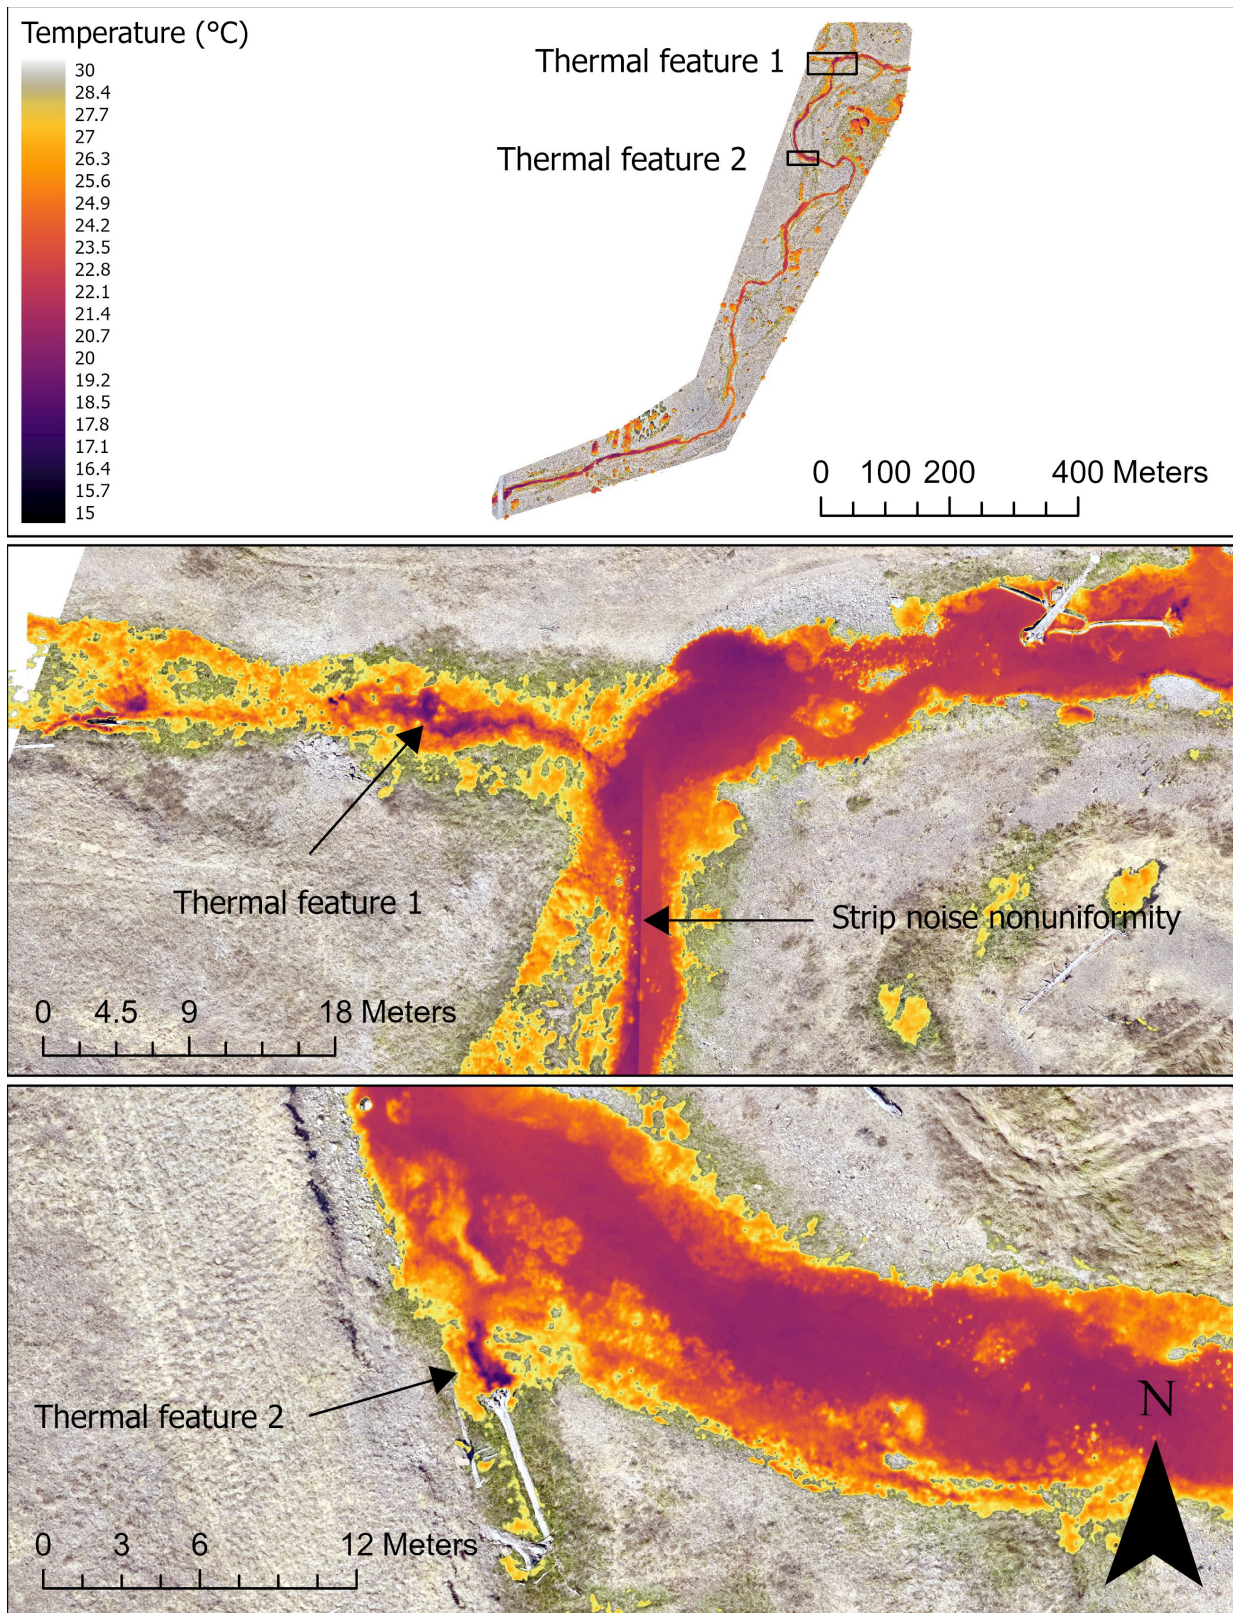 Temperature (°C)
30
28.4
27.7
27
26.3
25.6
24.9
24.2
23.5
22.8
22.1
21.4
20.7
20
19.2
18.5
17.8
17.1
16.4
15.7
15
Thermal feature 1
Thermal feature 2
0 100 200 400 Meters
Thermal feature 1
Strip noise nonuniformity
0 4.5 9 18 Meters
Thermal feature 2
N
0 3 6 12 Meters